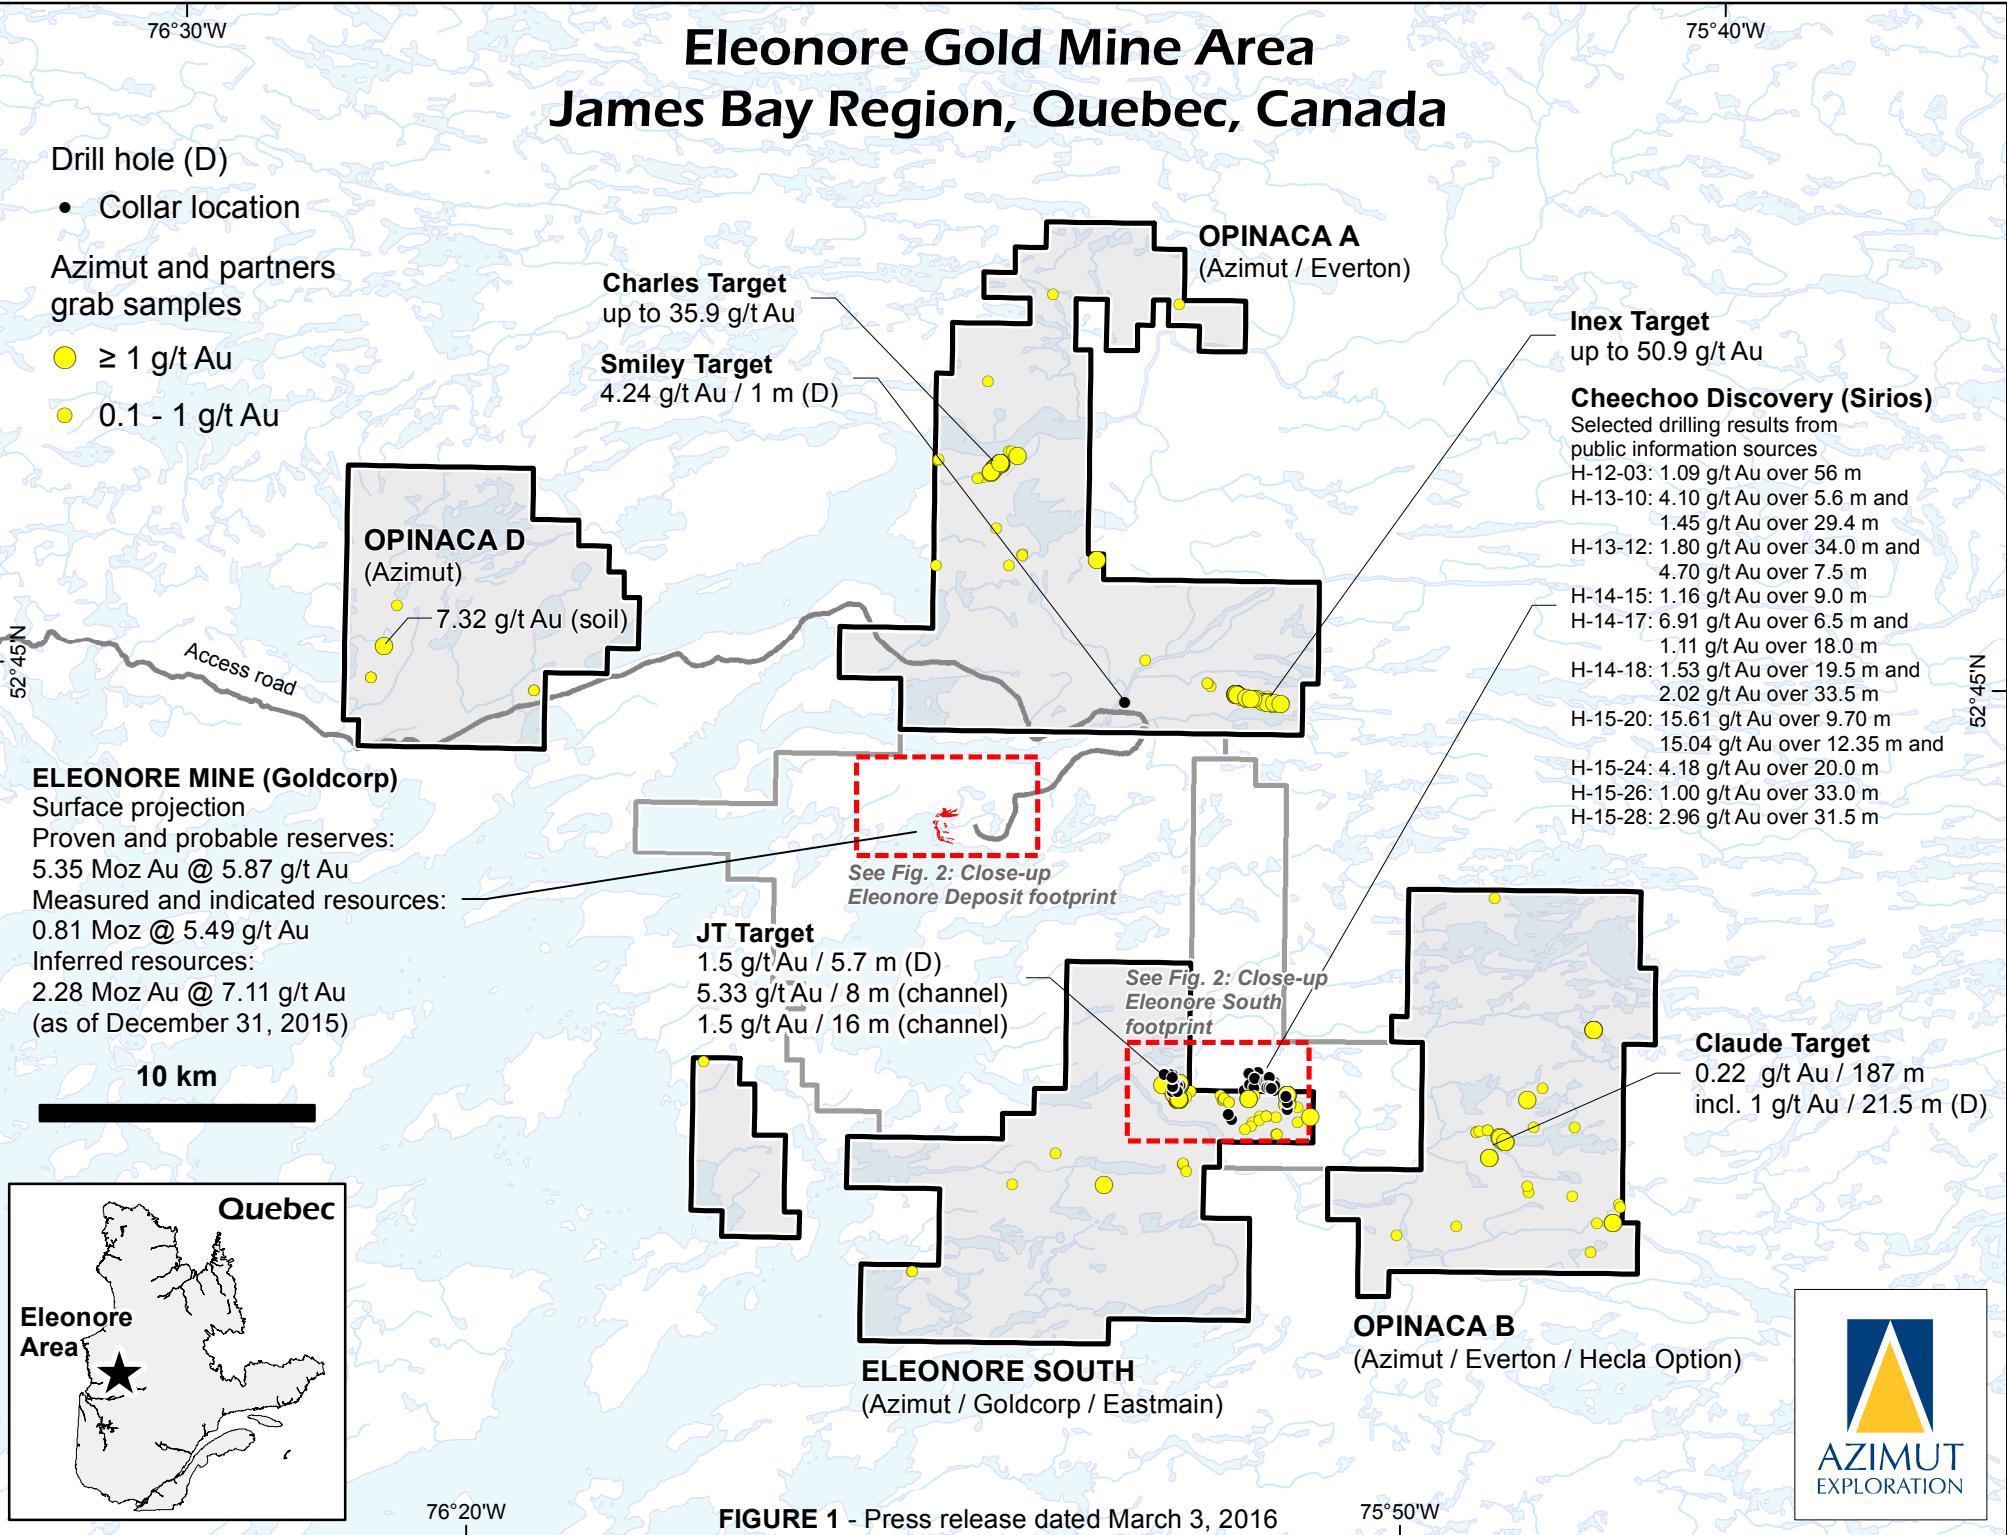 76°30'W
75°40'W
Eleonore Gold Mine Area
James Bay Region, Quebec, Canada
Drill hole (D)
Collar location
Azimut and partners
grab samples
≥ 1 g/t Au
0.1 - 1 g/t Au
OPINACA A
(Azimut / Everton)
Charles Target
up to 35.9 g/t Au
Smiley Target
4.24 g/t Au / 1 m (D)
Inex Target
up to 50.9 g/t Au
Cheechoo Discovery (Sirios)
Selected drilling results from
public information sources
H-12-03: 1.09 g/t Au over 56 m
H-13-10: 4.10 g/t Au over 5.6 m and
1.45 g/t Au over 29.4 m
H-13-12: 1.80 g/t Au over 34.0 m and
4.70 g/t Au over 7.5 m
H-14-15: 1.16 g/t Au over 9.0 m
H-14-17: 6.91 g/t Au over 6.5 m and
1.11 g/t Au over 18.0 m
H-14-18: 1.53 g/t Au over 19.5 m and
2.02 g/t Au over 33.5 m
H-15-20: 15.61 g/t Au over 9.70 m
15.04 g/t Au over 12.35 m and
H-15-24: 4.18 g/t Au over 20.0 m
H-15-26: 1.00 g/t Au over 33.0 m
H-15-28: 2.96 g/t Au over 31.5 m
OPINACA D
(Azimut)
7.32 g/t Au (soil)
52°45'N
Access road
52°45'N
ELEONORE MINE (Goldcorp)
Surface projection
Proven and probable reserves:
5.35 Moz Au @ 5.87 g/t Au
Measured and indicated resources:
0.81 Moz @ 5.49 g/t Au
Inferred resources:
2.28 Moz Au @ 7.11 g/t Au
(as of December 31, 2015)
10 km
See Fig. 2: Close-up
Eleonore Deposit footprint
JT Target
1.5 g/t Au / 5.7 m (D)
5.33 g/t Au / 8 m (channel)
1.5 g/t Au / 16 m (channel)
See Fig. 2: Close-up
Eleonore South
footprint
Claude Target
0.22 g/t Au / 187 m
incl. 1 g/t Au / 21.5 m (D)
Quebec
Eleonore
Area
ELEONORE SOUTH
(Azimut / Goldcorp / Eastmain)
OPINACA B
(Azimut / Everton / Hecla Option)
AZIMUT
EXPLORATION
76°20'W
FIGURE 1 - Press release dated March 3, 2016
75°50'W